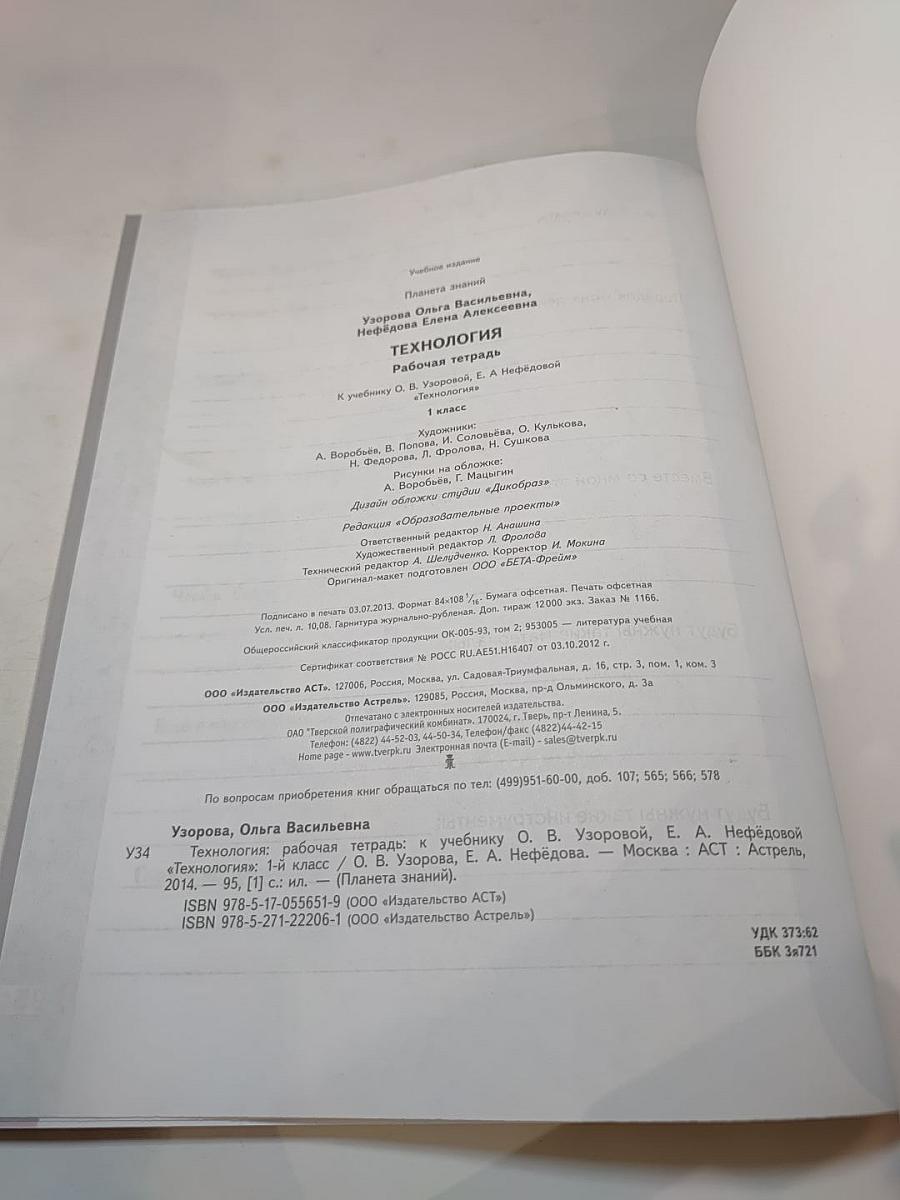 Учебное издание
Планета знаний
Узорова Ольга Васильевна,
Нефёдова Елена Алексеевна
ТЕХНОЛОГИЯ
Рабочая тетрадь
К учебнику О. В. Узоровой, Е. А Нефёдовой
«Технология»
1 класс
Художники:
А. Воробьёв, В. Попова, И. Соловьёва, О. Кулькова,
Н. Федорова, Л. Фролова, Н. Сушкова
Рисунки на обложке:
А. Воробьёв, Г. Мацыгин
Дизайн обложки студии «Дикобраз»
Редакция «Образовательные проекты»
Ответственный редактор Н. Анашина
Художественный редактор Л. Фролова
Технический редактор А. Шелудченко. Корректор И. Мокина
Оригинал-макет подготовлен ООО «БЕТА-Фрейм»
Подписано в печать 03.07.2013. Формат 84×108 1/16. Бумага офсетная. Печать офсетная
Усл. печ. л. 10,08. Гарнитура журнально-рубленая. Доп. тираж 12 000 экз. Заказ № 1166.
Общероссийский классификатор продукции ОК-005-93, том 2; 953005 — литература учебная
Сертификат соответствия № РОСС RU.АЕ51.Н16407 от 03.10.2012 г.
ООО «Издательство АСТ». 127006, Россия, Москва, ул. Садовая-Триумфальная, д. 16, стр. 3, пом. 1, ком. 3
ООО «Издательство Астрель». 129085, Россия, Москва, пр-д Ольминского, д. 3а
Отпечатано с электронных носителей издательства.
ОАО "Тверской полиграфический комбинат". 170024, г. Тверь, пр-т Ленина, 5.
Телефон: (4822) 44-52-03, 44-50-34, Телефон/факс (4822)44-42-15
Home page - www.tverpk.ru Электронная почта (E-mail) - sales@tverpk.ru
По вопросам приобретения книг обращаться по тел: (499)951-60-00, доб. 107; 565; 566; 578
Узорова, Ольга Васильевна
У34 Технология: рабочая тетрадь: к учебнику О. В. Узоровой, Е. А. Нефёдовой
«Технология»: 1-й класс / О. В. Узорова, Е. А. Нефёдова. — Москва : АСТ : Астрель,
2014. — 95, [1] с.: ил. — (Планета знаний).
ISBN 978-5-17-055651-9 (ООО «Издательство АСТ»)
ISBN 978-5-271-22206-1 (ООО «Издательство Астрель»)
УДК 373:62
ББК 3я721